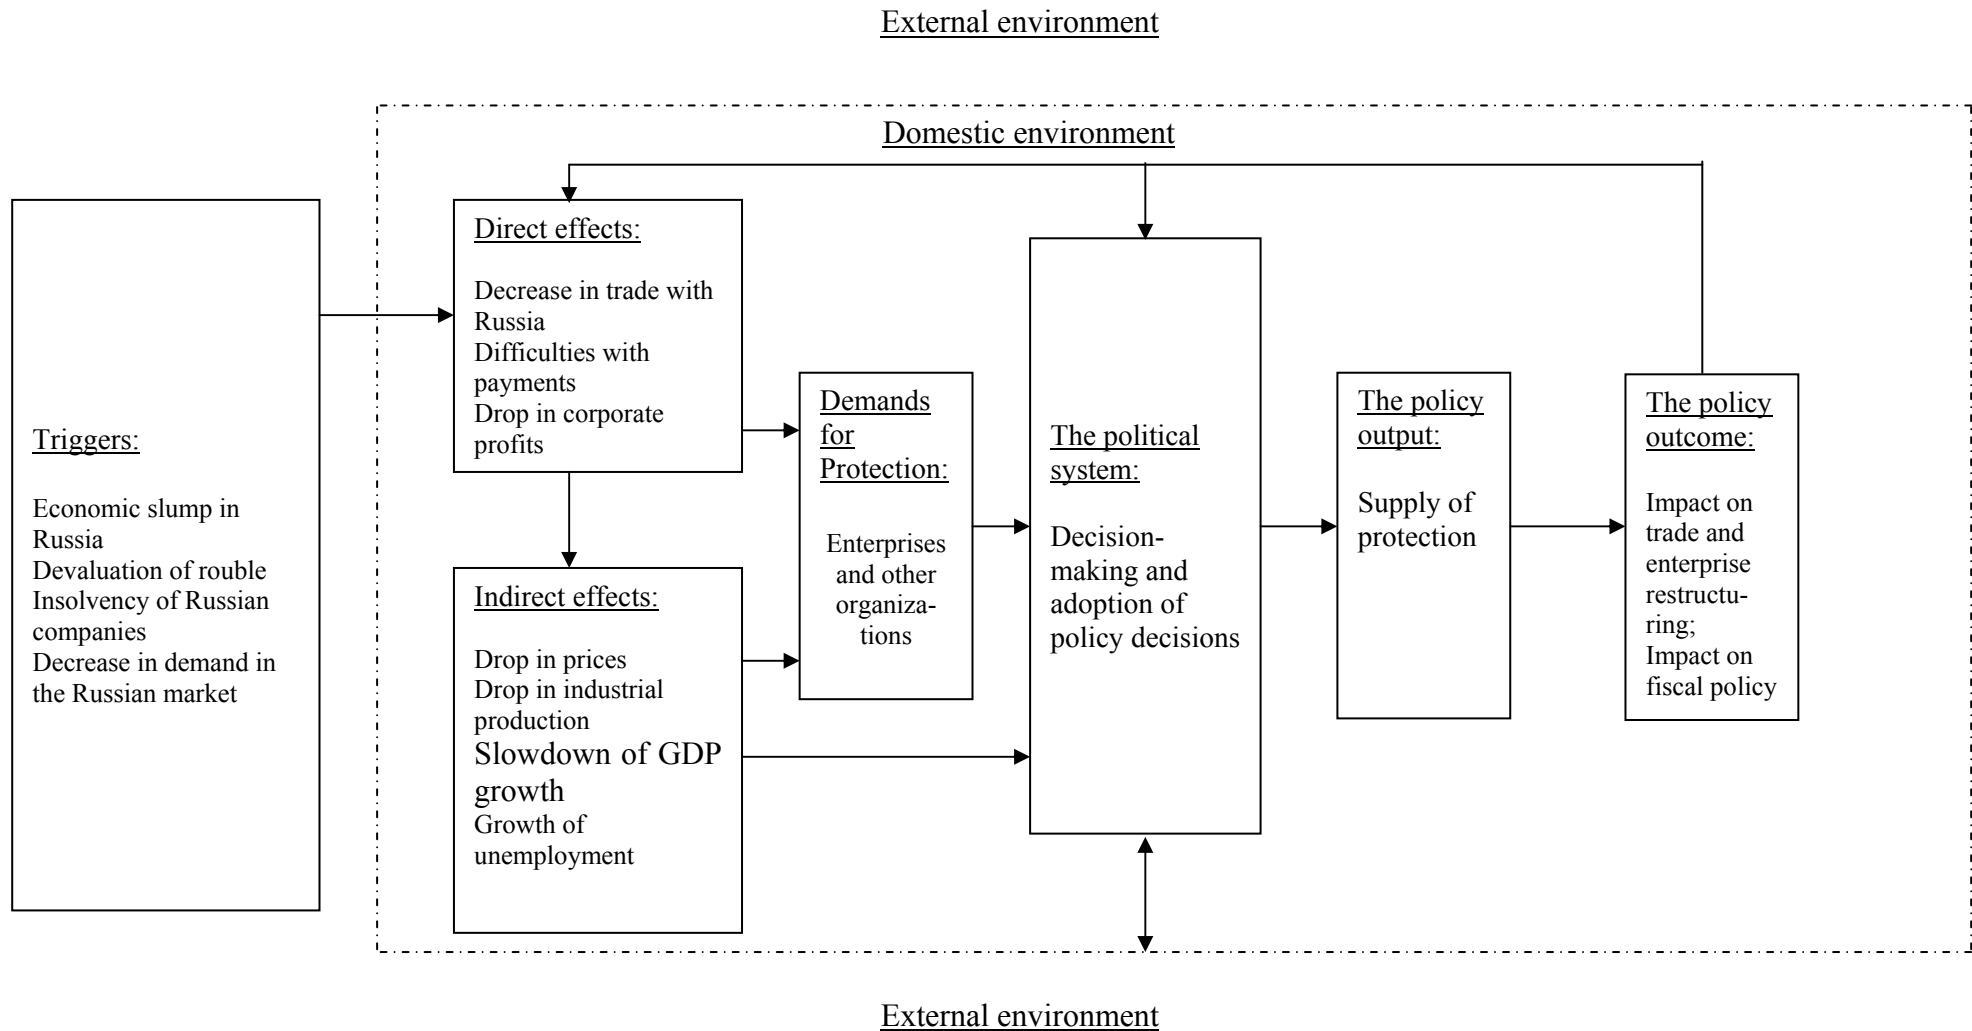 External environment
Domestic environment
Triggers:
Economic slump in
Russia
Devaluation of rouble
Insolvency of Russian
companies
Decrease in demand in
the Russian market
Direct effects:
Decrease in trade with
Russia
Difficulties with
payments
Drop in corporate
profits
Indirect effects:
Drop in prices
Drop in industrial
production
Slowdown of GDP
growth
Growth of
unemployment
Demands
for
Protection:
Enterprises
and other
organiza-
tions
The political
system:
Decision-
making and
adoption of
policy decisions
The policy
output:
Supply of
protection
The policy
outcome:
Impact on
trade and
enterprise
restructu-
ring;
Impact on
fiscal policy
External environment